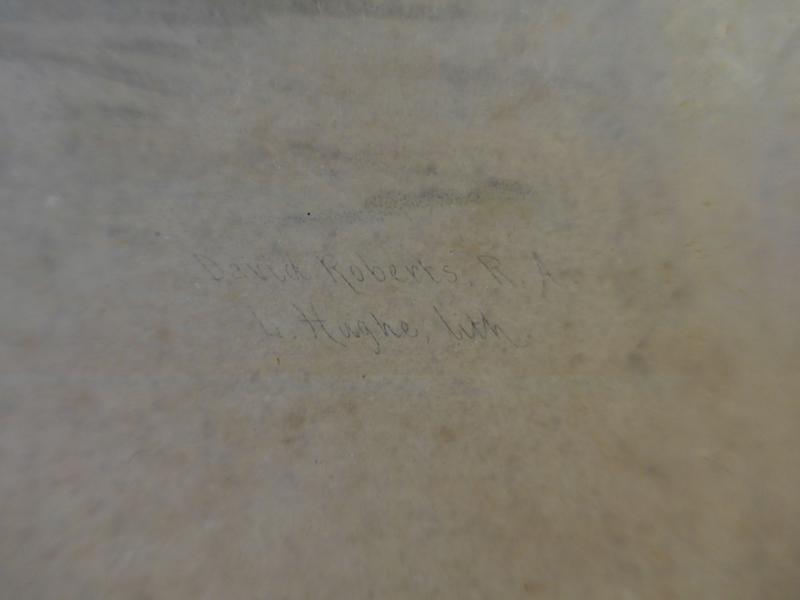 David Roberts. R. A.
L. Haghe, lith